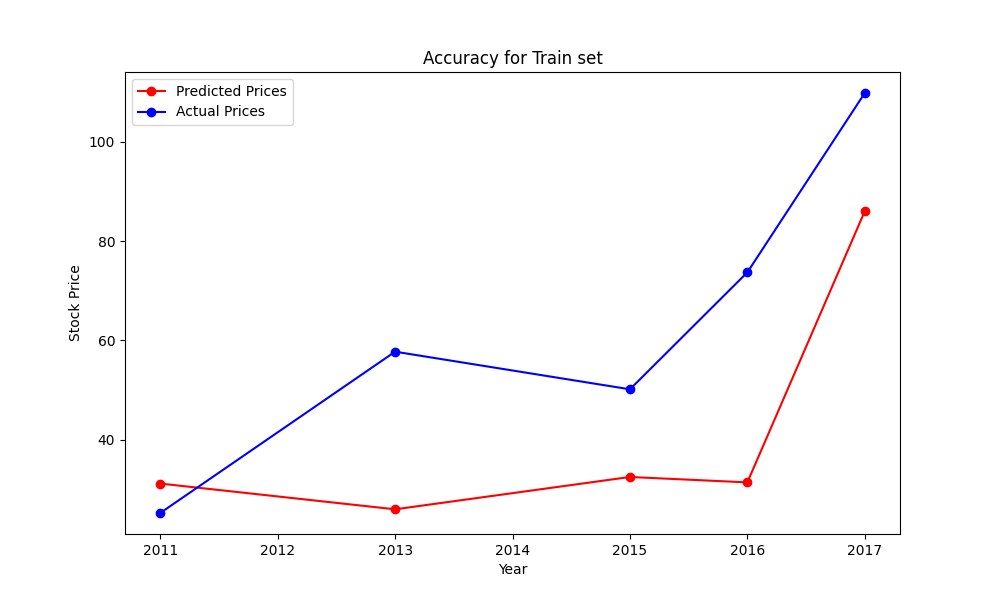 Accuracy for Train set
Predicted Prices
Actual Prices
100
80
60
40
Stock Price
2011 2012 2013 2014 2015 2016 2017
Year